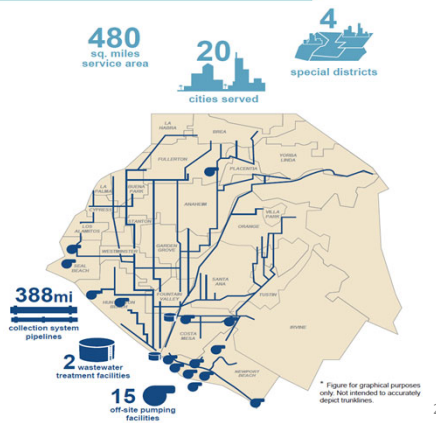 480
sq. miles
service area
20
cities served
4
special districts
LA
HABRA
BREA
FULLERTON
YORBA
LINDA
PLACENTIA
LA
PALMA
BUENA
PARK
CYPRESS
ANAHEIM
STANTON
VILLA
PARK
ORANGE
LOS
ALAMITOS
GARDEN
GROVE
WESTMINSTER
SEAL
BEACH
SANTA
ANA
TUSTIN
FOUNTAIN
VALLEY
IRVINE
COSTA
MESA
NEWPORT
BEACH
388mi
collection system
pipelines
2 wastewater
treatment facilities
15
off-site pumping
facilities
* Figure for graphical purposes
only. Not intended to accurately
depict trunklines.